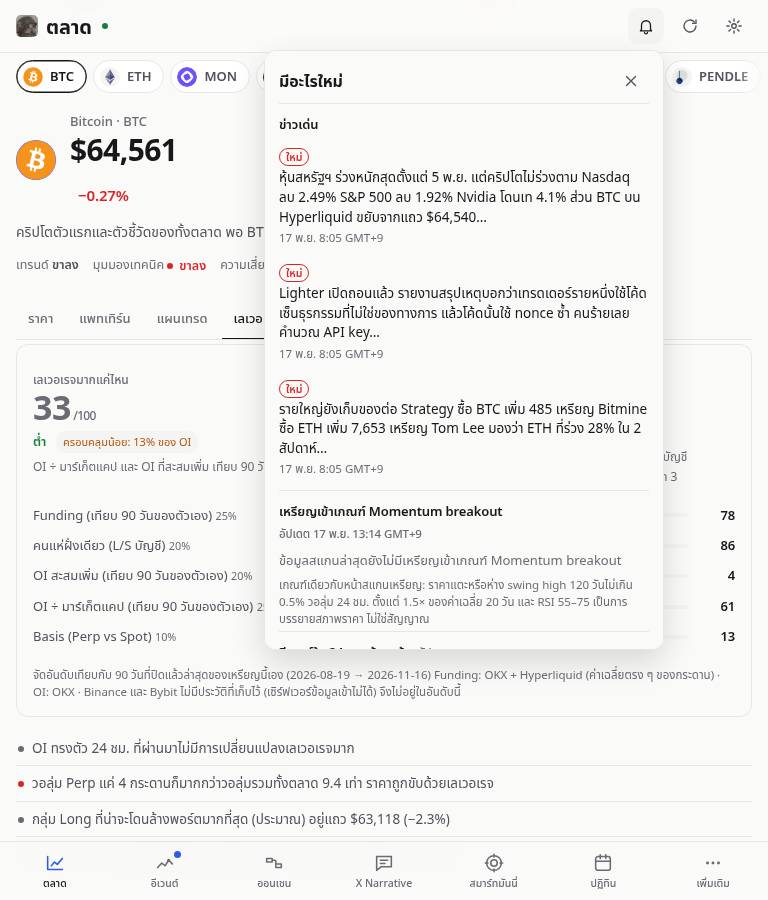 ตลาด
BTC
ETH
MON
PENDLE
Bitcoin · BTC
$64,561
−0.27%
คริปโตตัวแรกและตัวชี้วัดของทั้งตลาด พอ BT
เทรนด์ ขาลง มุมมองเทคนิค ขาลง ความเสี่ย
ราคา แพทเทิร์น แผนเทรด เลเวอ
มีอะไรใหม่
ข่าวเด่น
ใหม่
หุ้นสหรัฐฯ ร่วงหนักสุดตั้งแต่ 5 พ.ย. แต่คริปโตไม่ร่วงตาม Nasdaq
ลบ 2.49% S&P 500 ลบ 1.92% Nvidia โดนเท 4.1% ส่วน BTC บน
Hyperliquid ขยับจากแถว $64,540...
17 พ.ย. 8:05 GMT+9
ใหม่
Lighter เปิดถอนแล้ว รายงานสรุปเหตุบอกว่าเทรดเดอร์รายหนึ่งใช้โค้ด
เซ็นธุรกรรมที่ไม่ใช่ของทางการ แล้วโค้ดนั้นใช้ nonce ซ้ำ คนร้ายเลย
คำนวณ API key...
17 พ.ย. 8:05 GMT+9
ใหม่
รายใหญ่ยังเก็บของต่อ Strategy ซื้อ BTC เพิ่ม 485 เหรียญ Bitmine
ซื้อ ETH เพิ่ม 7,653 เหรียญ Tom Lee มองว่า ETH ที่ร่วง 28% ใน 2
สัปดาห์...
17 พ.ย. 8:05 GMT+9
เหรียญเข้าเกณฑ์ Momentum breakout
อัปเดต 17 พ.ย. 13:14 GMT+9
ข้อมูลสแกนล่าสุดยังไม่มีเหรียญเข้าเกณฑ์ Momentum breakout
เกณฑ์เดียวกับหน้าสแกนเหรียญ: ราคาแตะหรือห่าง swing high 120 วันไม่เกิน
0.5% วอลุ่ม 24 ชม. ตั้งแต่ 1.5× ของค่าเฉลี่ย 20 วัน และ RSI 55–75 เป็นการ
บรรยายสภาพราคา ไม่ใช่สัญญาณ
เลเวอเรจมากแค่ไหน
33 /100
ต่ำ ครอบคลุมน้อย: 13% ของ OI
OI ÷ มาร์เก็ตแคป และ OI ที่สะสมเพิ่ม เทียบ 90 วั
บัญชี
ก 3
Funding (เทียบ 90 วันของตัวเอง) 25% 78
คนแห่ฝั่งเดียว (L/S บัญชี) 20% 86
OI สะสมเพิ่ม (เทียบ 90 วันของตัวเอง) 20% 4
OI ÷ มาร์เก็ตแคป (เทียบ 90 วันของตัวเอง) 2 61
Basis (Perp vs Spot) 10% 13
จัดอันดับเทียบกับ 90 วันที่ปิดแล้วล่าสุดของเหรียญนี้เอง (2026-08-19 → 2026-11-16) Funding: OKX + Hyperliquid (ค่าเฉลี่ยตรง ๆ ของกระดาน) ·
OI: OKX · Binance และ Bybit ไม่มีประวัติที่เก็บไว้ (เซิร์ฟเวอร์ข้อมูลเข้าไม่ได้) จึงไม่อยู่ในอันดับนี้
OI ทรงตัว 24 ชม. ที่ผ่านมาไม่มีการเปลี่ยนแปลงเลเวอเรจมาก
วอลุ่ม Perp แค่ 4 กระดานก็มากกว่าวอลุ่มรวมทั้งตลาด 9.4 เท่า ราคาถูกขับด้วยเลเวอเรจ
กลุ่ม Long ที่น่าจะโดนล้างพอร์ตมากที่สุด (ประมาณ) อยู่แถว $63,118 (−2.3%)
ตลาด อีเวนต์ ออนเชน X Narrative สมาร์ทมันนี่ ปฏิทิน เพิ่มเติม